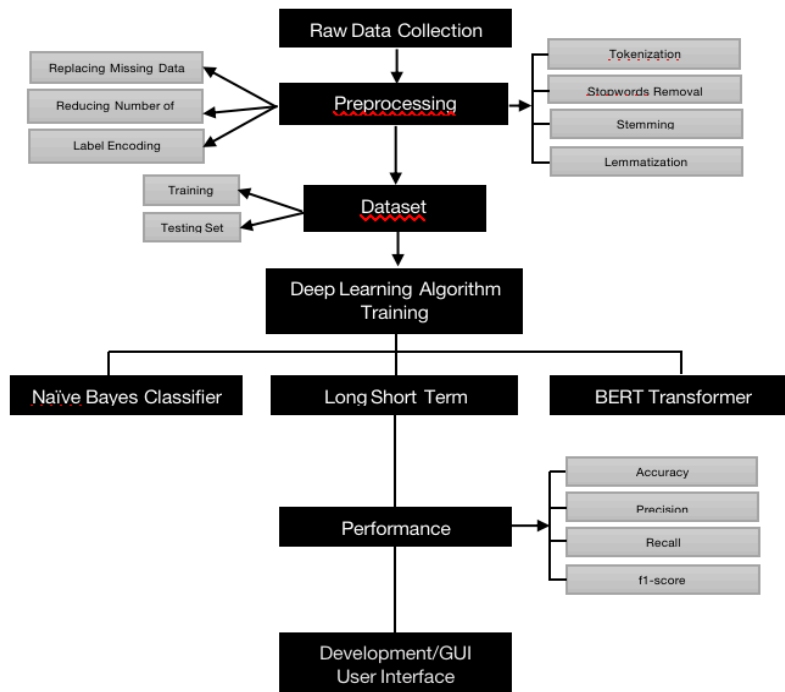 Raw Data Collection
Replacing Missing Data
Reducing Number of
Label Encoding
Preprocessing
Tokenization
Stopwords Removal
Stemming
Lemmatization
Training
Testing Set
Dataset
Deep Learning Algorithm
Training
Naïve Bayes Classifier
Long Short Term
BERT Transformer
Performance
Accuracy
Precision
Recall
f1-score
Development/GUI
User Interface